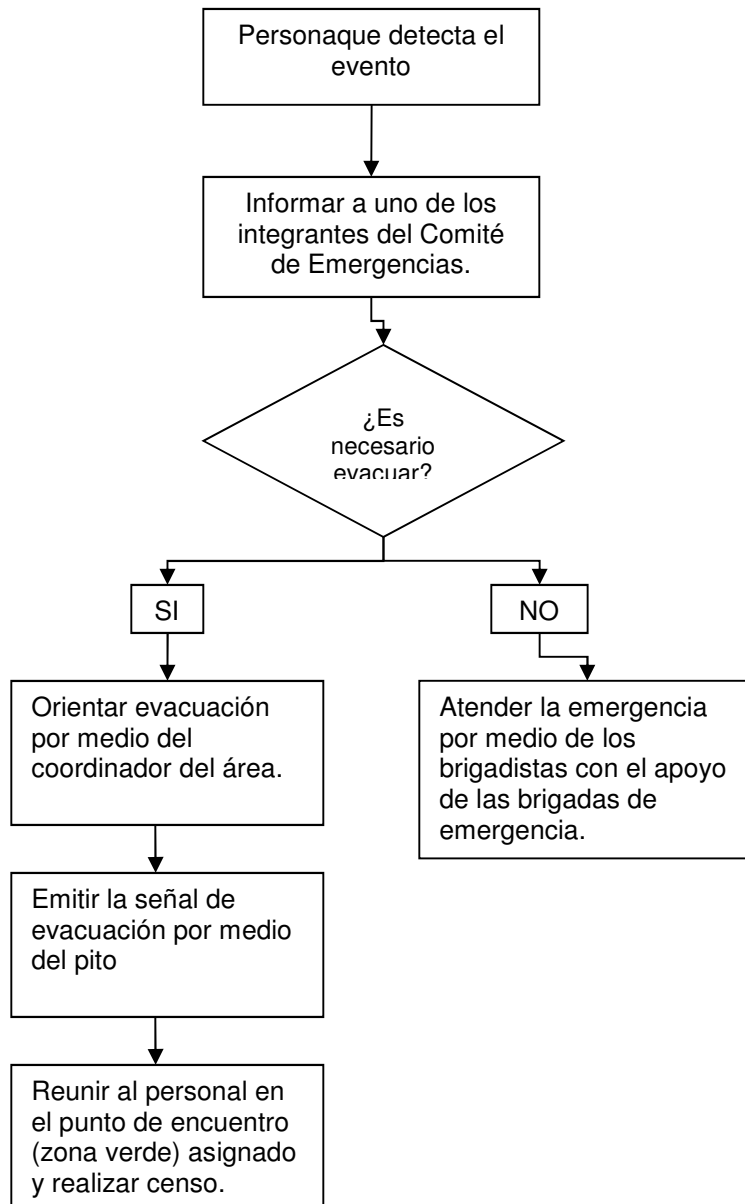 Personaque detecta el
evento
Informar a uno de los
integrantes del Comité
de Emergencias.
¿Es
necesario
evacuar?
SI
NO
Orientar evacuación
por medio del
coordinador del área.
Atender la emergencia
por medio de los
brigadistas con el apoyo
de las brigadas de
emergencia.
Emitir la señal de
evacuación por medio
del pito
Reunir al personal en
el punto de encuentro
(zona verde) asignado
y realizar censo.